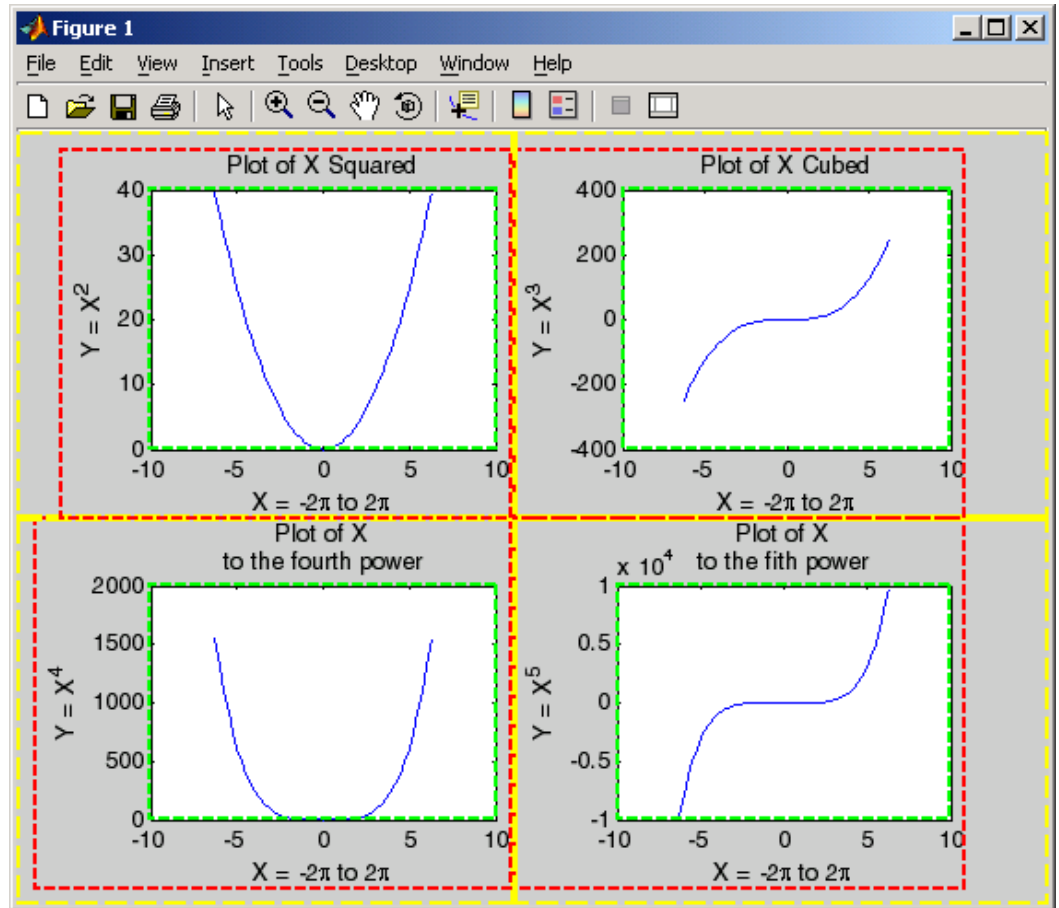 Figure 1
File Edit View Insert Tools Desktop Window Help
Plot of X Squared
40
30
20
10
0
Y = X²
-10 -5 0 5 10
X = -2π to 2π
Plot of X Cubed
400
200
0
-200
-400
Y = X³
-10 -5 0 5 10
X = -2π to 2π
Plot of X
to the fourth power
2000
1500
1000
500
0
Y = X⁴
-10 -5 0 5 10
X = -2π to 2π
Plot of X
to the fith power
x 10⁴
1
0.5
0
-0.5
-1
Y = X⁵
-10 -5 0 5 10
X = -2π to 2π